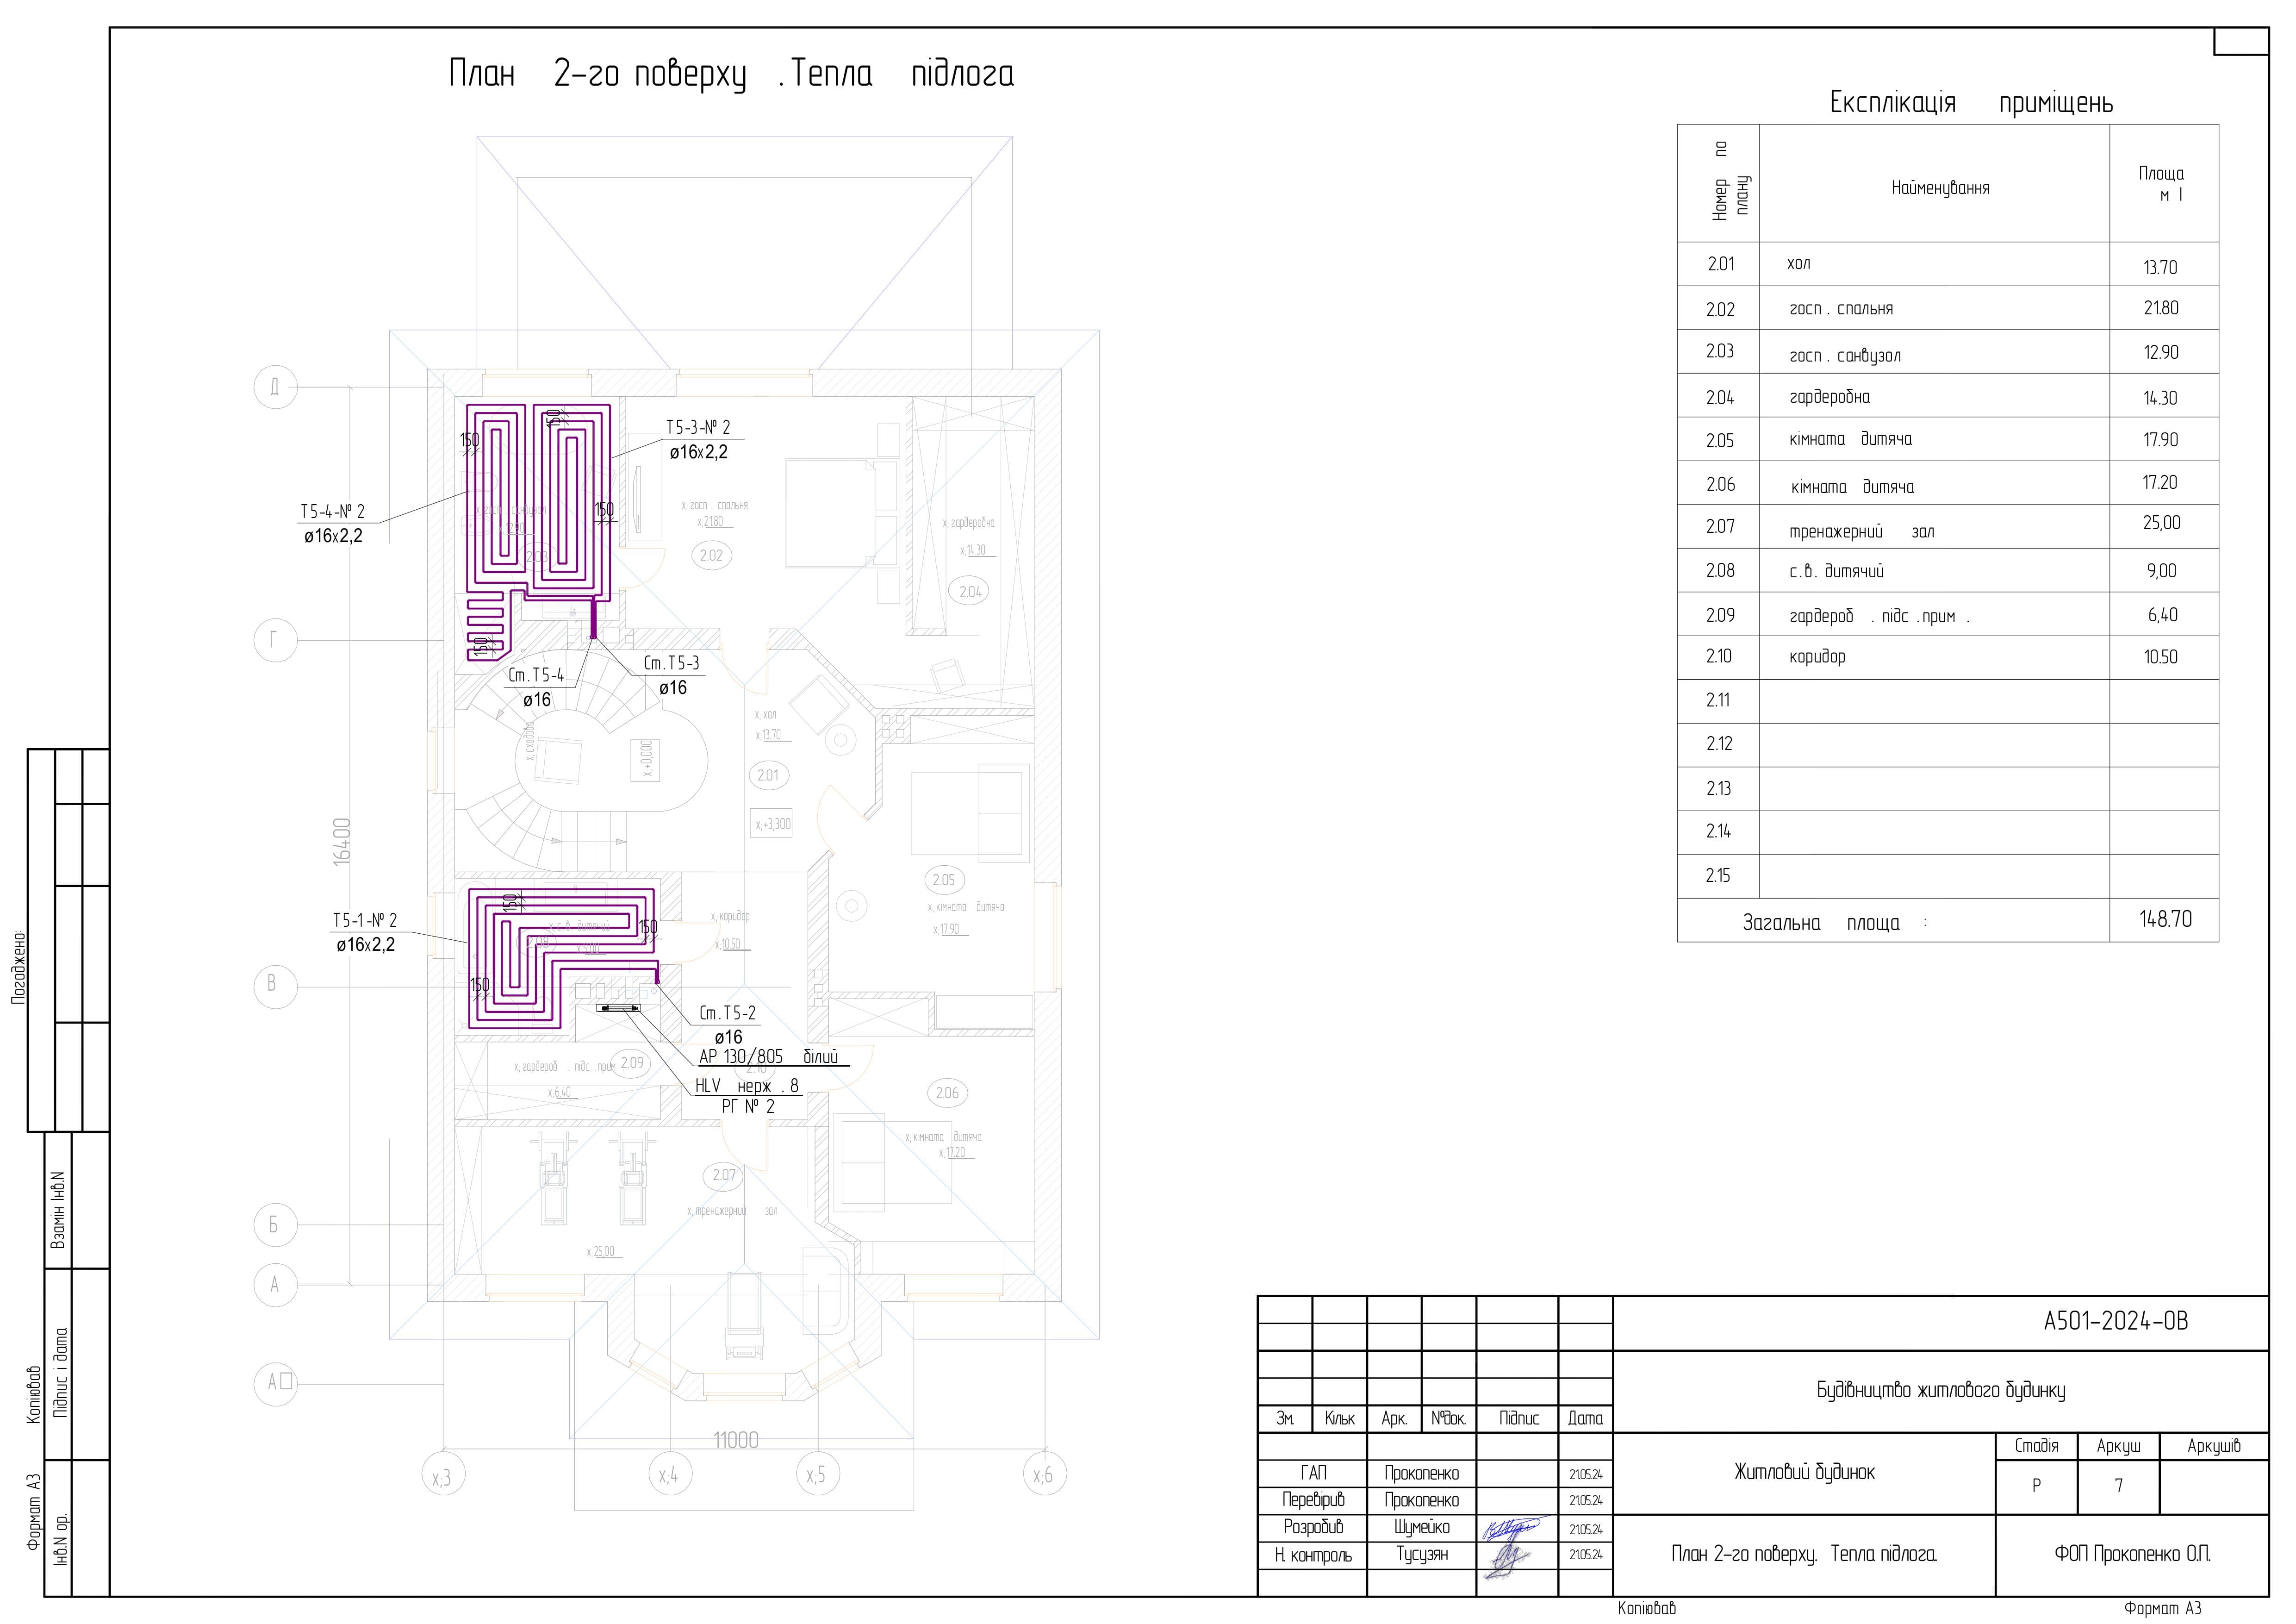 План 2-го поверху . Тепла підлога
Експлікація приміщень
Номер по плану
Найменування
Площа
м 2.01 хол 13.70
2.02 госп . спальня 21.80
2.03 госп . санвузол 12.90
2.04 гардеробна 14.30
2.05 кімната дитяча 17.90
2.06 кімната дитяча 17.20
2.07 тренажерний зал 25,00
2.08 с.в. дитячий 9,00
2.09 гардероб . підс .прим . 6,40
2.10 коридор 10.50
2.11
2.12
2.13
2.14
2.15
Загальна площа : 148.70
Д
Г
В
Б
А
А
16400
11000
х;3
х;4
х;5
х;6
150
150
150
150
Т5-3-№ 2
ø16х2,2
Т5-4-№ 2
ø16х2,2
2.03
Ст.Т5-4
ø16
Ст.Т5-3
ø16
х; госп . спальня
х;21.80
2.02
х; гардеробна
х;14.30
2.04
х; сходова
х;+0,000
х; хол
х;13.70
2.01
х;+3,300
Т5-1-№ 2
ø16х2,2
150
150
150
х; с.в. дитячий
х;9,00
2.08
х; коридор
х;10.50
2.05
х; кімната дитяча
х;17.90
Ст.Т5-2
ø16
АР 130/805 білий
HLV нерж . 8
РГ № 2
2.10
х; гардероб . підс .прим
2.09
х;6,40
2.06
х; кімната дитяча
х;17.20
2.07
х; тренажерний зал
х;25,00
Погоджено:
Взамін Інв.N
Підпис і дата
Інв.N ор.
Копіював
Формат А3
А501-2024-ОВ
Будівництво житлового будинку
Зм. Кільк Арк. №док. Підпис Дата
Житловий будинок
Стадія Аркуш Аркушів
Р 7
ГАП Прокопенко 21.05.24
Перевірив Прокопенко 21.05.24
Розробив Шумейко 21.05.24
Н. контроль Тусузян 21.05.24
План 2-го поверху. Тепла підлога.
ФОП Прокопенко О.П.
Копіював
Формат А3